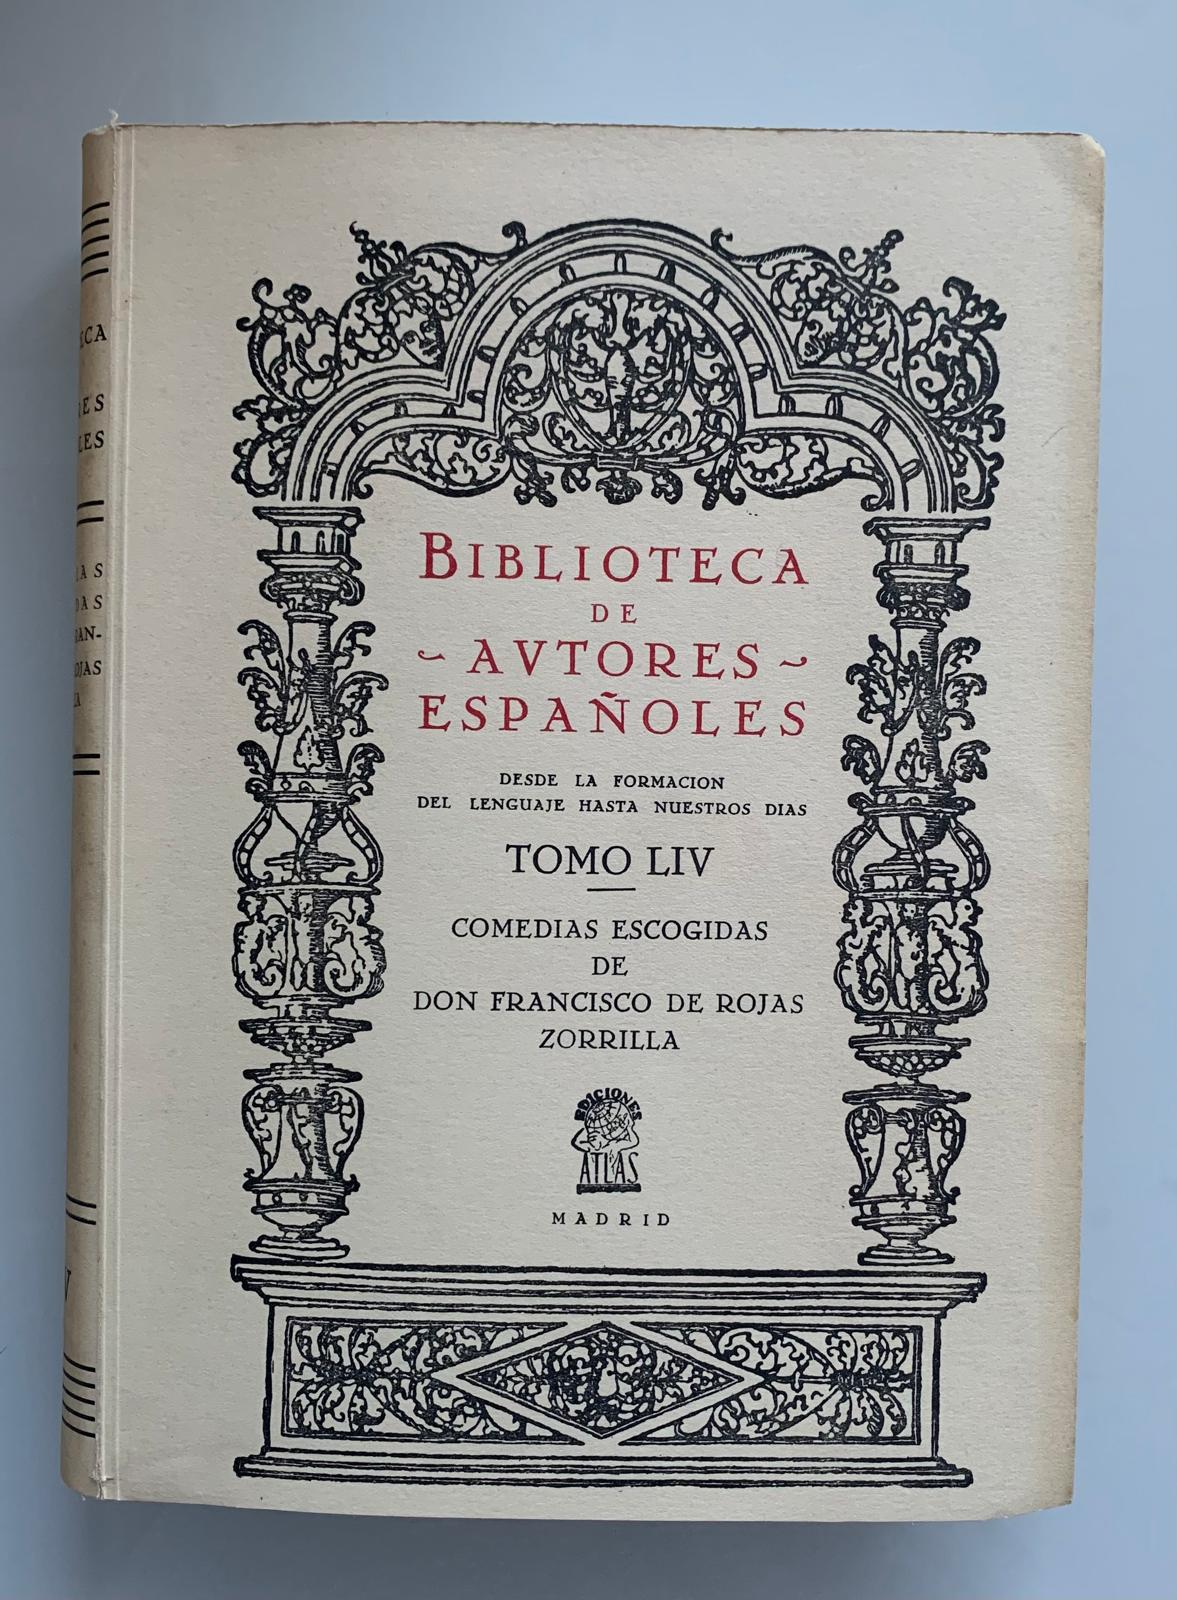 BIBLIOTECA
DE
~ AVTORES ~
ESPAÑOLES
DESDE LA FORMACION
DEL LENGUAJE HASTA NUESTROS DIAS
TOMO LIV
COMEDIAS ESCOGIDAS
DE
DON FRANCISCO DE ROJAS
ZORRILLA
EDICIONES
ATLAS
MADRID